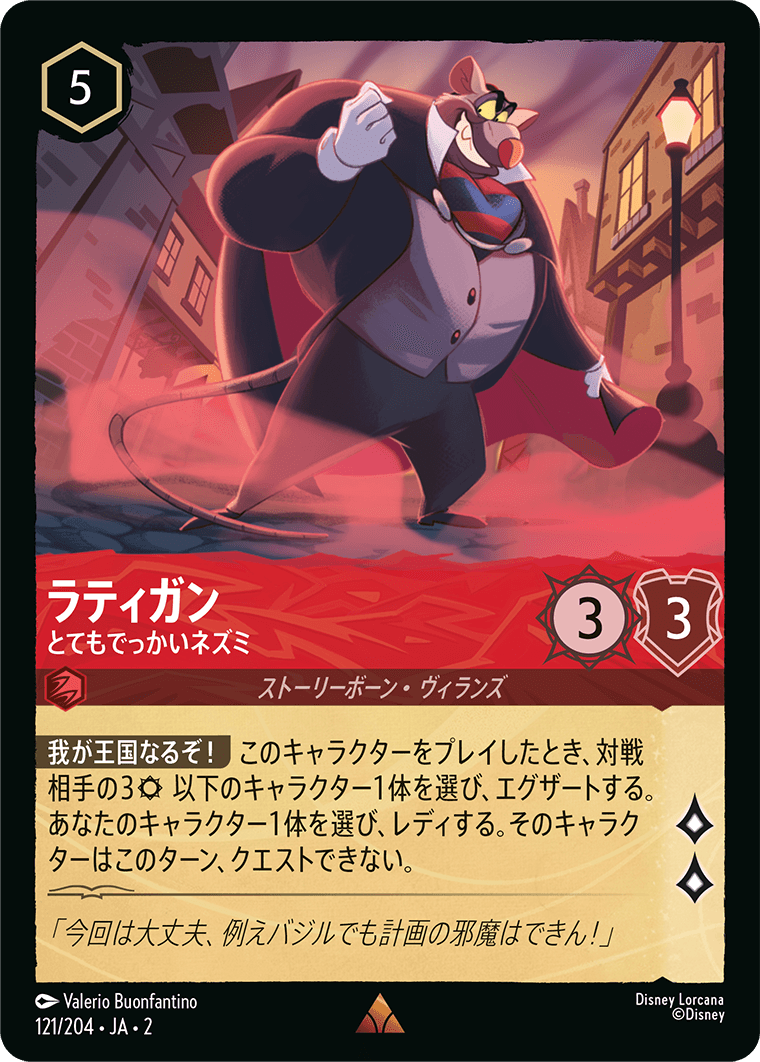 5
ラティガン
とてもでっかいネズミ
3
3
ストーリーボーン・ヴィランズ
我が王国なるぞ! このキャラクターをプレイしたとき、対戦
相手の3 以下のキャラクター1体を選び、エグザートする。
あなたのキャラクター1体を選び、レディする。そのキャラク
ターはこのターン、クエストできない。
「今回は大丈夫、例えバジルでも計画の邪魔はできん!」
Valerio Buonfantino
121/204・JA・2
Disney Lorcana
©Disney